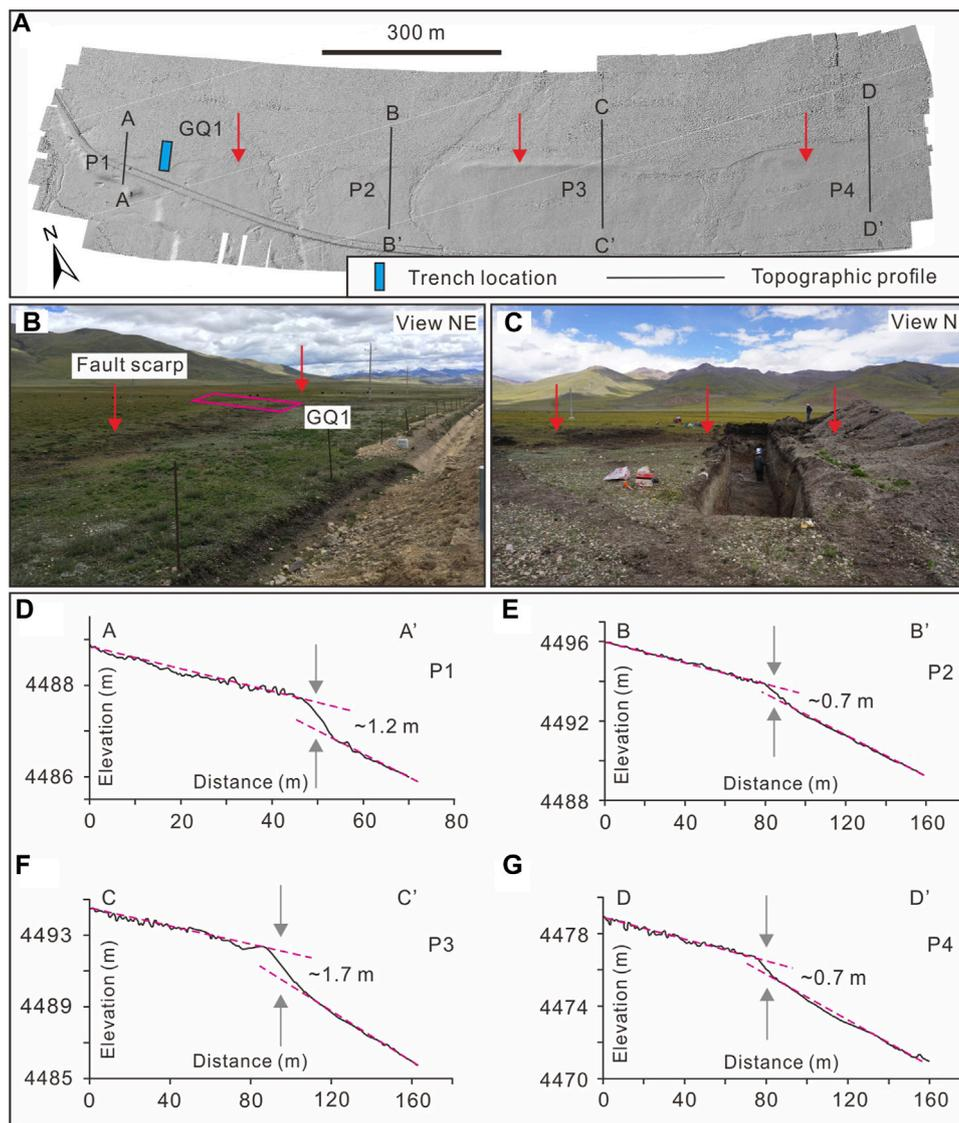 A
300 m
A
GQ1
B
C
D
P1
A'
P2
P3
P4
B'
C'
D'
N
Trench location
Topographic profile
B
View NE
Fault scarp
GQ1
C
View N
D
A
A’
P1
4488
4486
Elevation (m)
~1.2 m
Distance (m)
0 20 40 60 80
E
B
B’
P2
4496
4492
4488
Elevation (m)
~0.7 m
Distance (m)
0 40 80 120 160
F
C
C’
P3
4493
4489
4485
Elevation (m)
~1.7 m
Distance (m)
0 40 80 120 160
G
D
D’
P4
4478
4474
4470
Elevation (m)
~0.7 m
Distance (m)
0 40 80 120 160